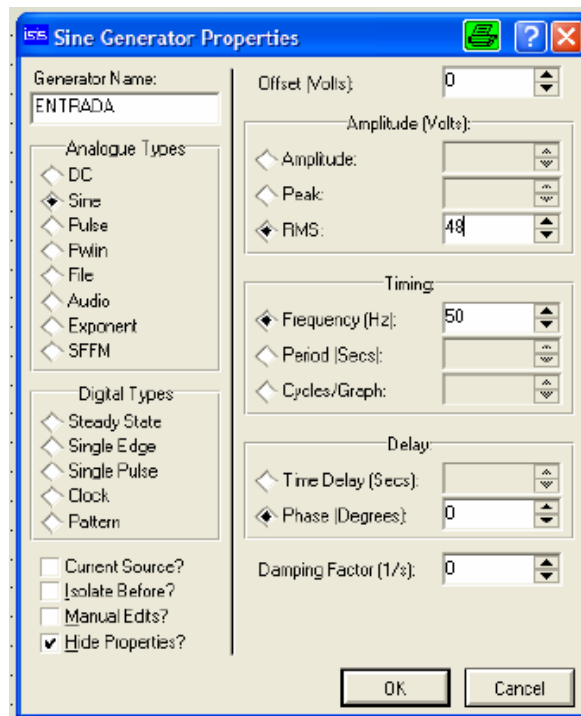 isis Sine Generator Properties
Generator Name:
ENTRADA
Analogue Types
DC
Sine
Pulse
Pwlin
File
Audio
Exponent
SFFM
Digital Types
Steady State
Single Edge
Single Pulse
Clock
Pattern
Current Source?
Isolate Before?
Manual Edits?
Hide Properties?
Offset (Volts): 0
Amplitude (Volts):
Amplitude:
Peak:
RMS: 48
Timing:
Frequency (Hz): 50
Period (Secs):
Cycles/Graph:
Delay:
Time Delay (Secs):
Phase (Degrees): 0
Damping Factor (1/s): 0
OK Cancel